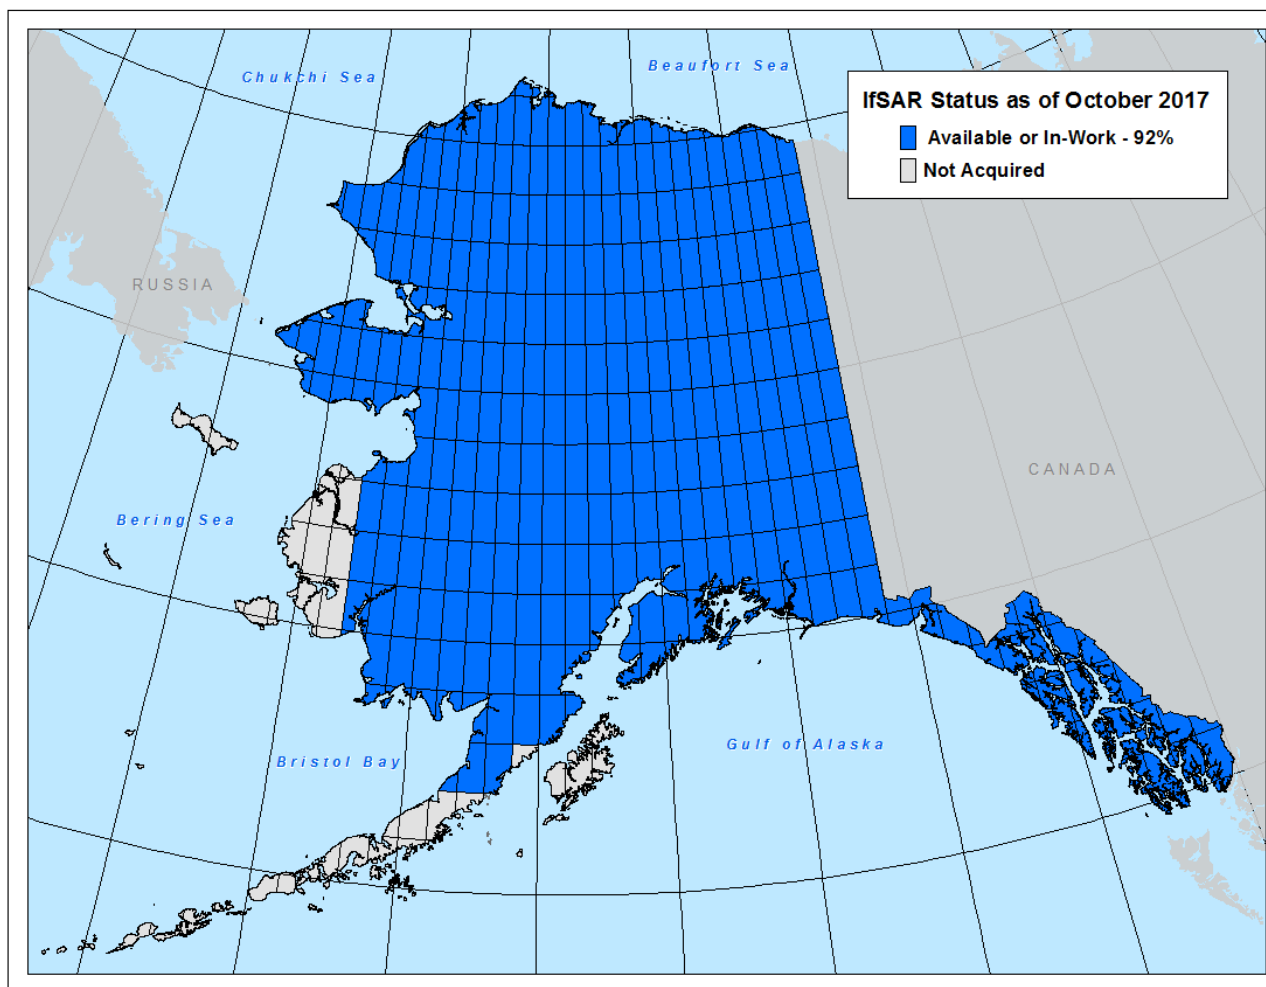 Chukchi Sea
Beaufort Sea
IfSAR Status as of October 2017
Available or In-Work - 92%
Not Acquired
RUSSIA
CANADA
Bering Sea
Bristol Bay
Gulf of Alaska